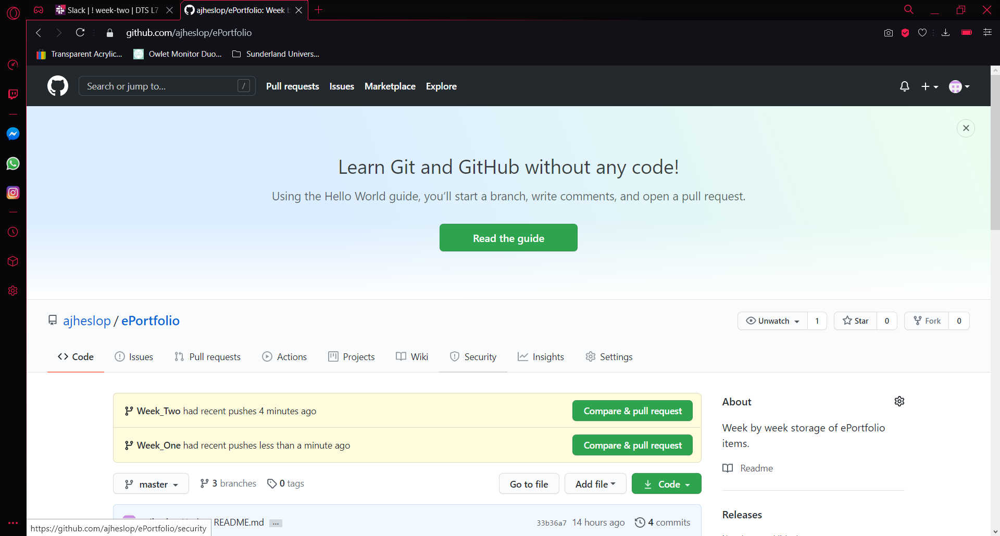 Slack | ! week-two | DTS L7
ajheslop/ePortfolio: Week
github.com/ajheslop/ePortfolio
Transparent Acrylic... Owlet Monitor Duo... Sunderland Univers...
Search or jump to... / Pull requests Issues Marketplace Explore
Learn Git and GitHub without any code!
Using the Hello World guide, you’ll start a branch, write comments, and open a pull request.
Read the guide
ajheslop / ePortfolio
Unwatch 1 Star 0 Fork 0
Code Issues Pull requests Actions Projects Wiki Security Insights Settings
Week_Two had recent pushes 4 minutes ago Compare & pull request
Week_One had recent pushes less than a minute ago Compare & pull request
master 3 branches 0 tags Go to file Add file Code
README.md ... 33b36a7 14 hours ago 4 commits
About
Week by week storage of ePortfolio
items.
Readme
Releases
https://github.com/ajheslop/ePortfolio/security